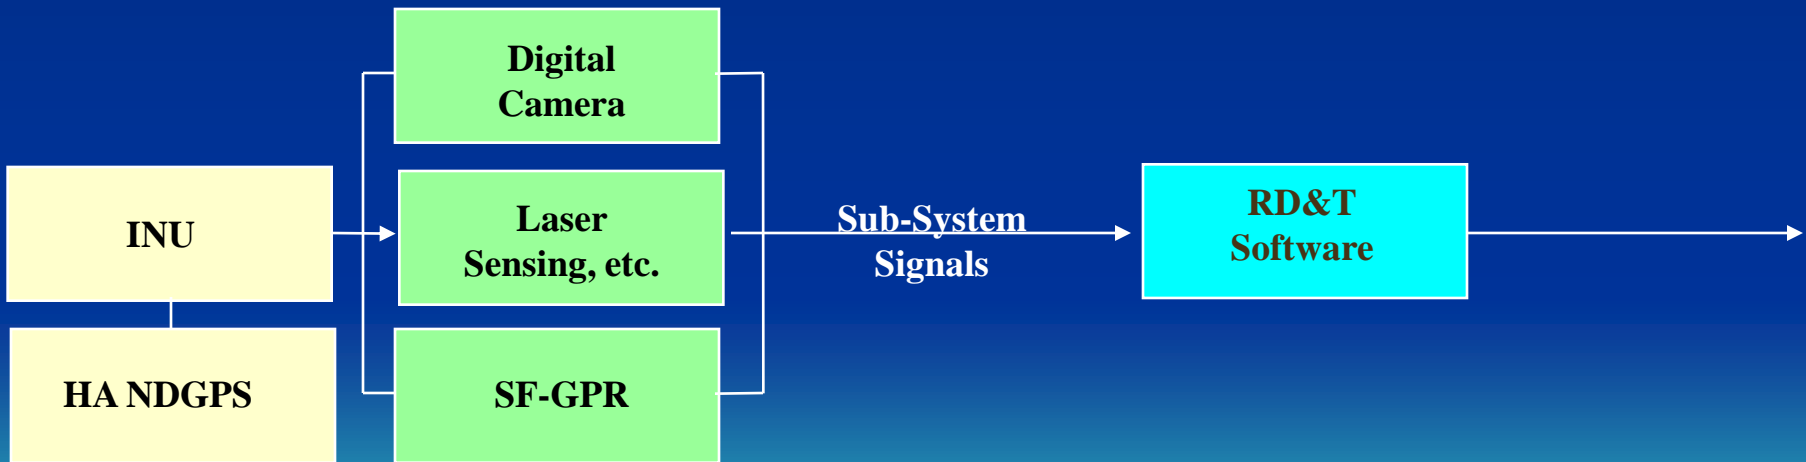 Digital
Camera
INU
Laser
Sensing, etc.
Sub-System
Signals
RD&T
Software
HA NDGPS
SF-GPR